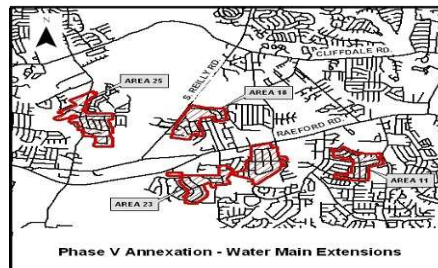 N
CLIFFDALE RD.
AREA 25
S. REILLY RD.
AREA 18
RAEFORD RD.
AREA 23
AREA 11
Phase V Annexation - Water Main Extensions